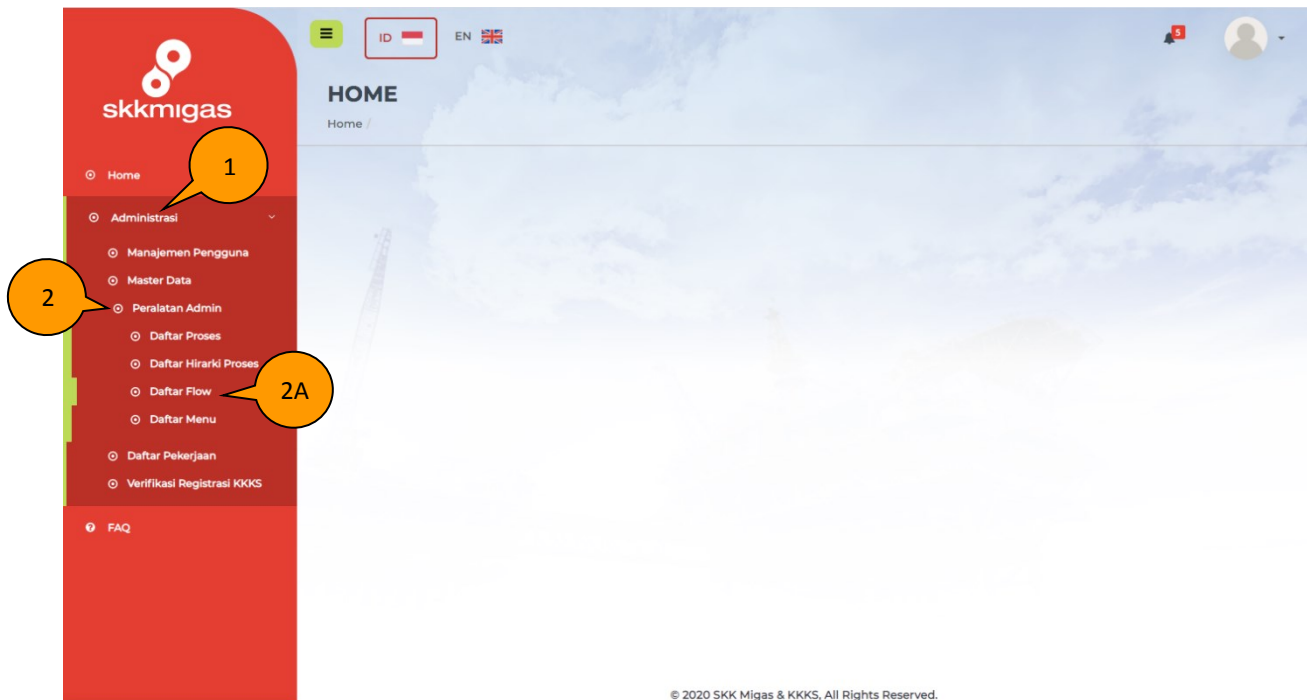 skkmigas
ID
EN
5
HOME
Home /
1
Home
Administrasi
Manajemen Pengguna
Master Data
2
Peralatan Admin
Daftar Proses
Daftar Hirarki Proses
Daftar Flow
2A
Daftar Menu
Daftar Pekerjaan
Verifikasi Registrasi KKKS
FAQ
© 2020 SKK Migas & KKKS, All Rights Reserved.